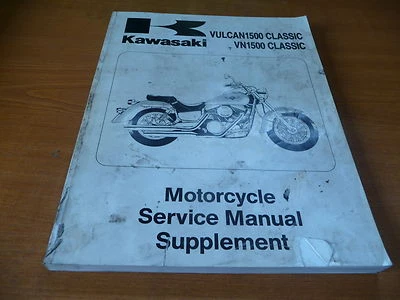 Kawasaki
VULCAN1500 CLASSIC
VN1500 CLASSIC
Motorcycle
Service Manual
Supplement